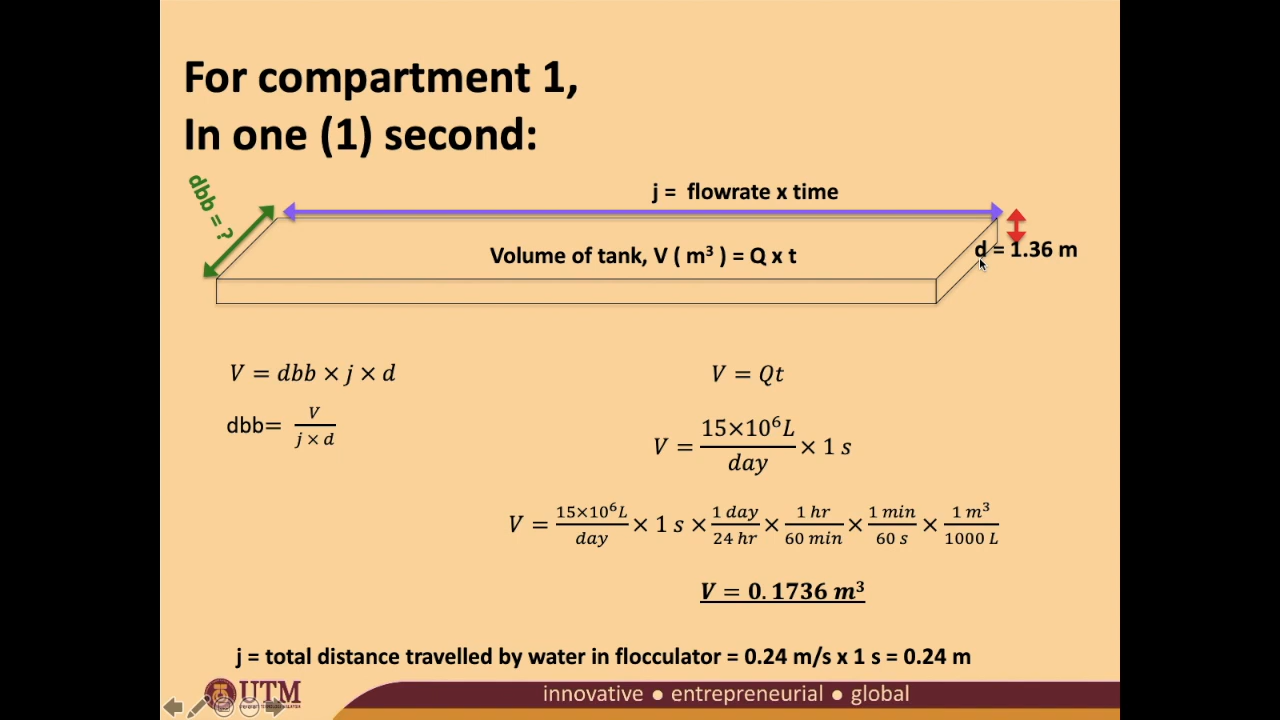 For compartment 1,
In one (1) second:
dbb = ?
j = flowrate x time
Volume of tank, V ( m³ ) = Q x t
d = 1.36 m
V = dbb × j × d
V = Qt
dbb= V / j × d
V = 15×10⁶L / day × 1 s
V = 15×10⁶L / day × 1 s × 1 day / 24 hr × 1 hr / 60 min × 1 min / 60 s × 1 m³ / 1000 L
V = 0.1736 m³
j = total distance travelled by water in flocculator = 0.24 m/s x 1 s = 0.24 m
UTM
innovative ● entrepreneurial ● global